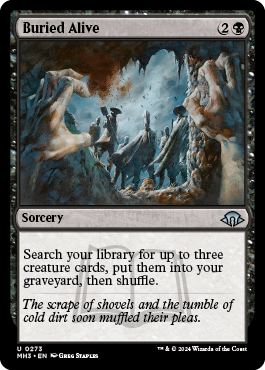 Buried Alive 2
Sorcery
Search your library for up to three
creature cards, put them into your
graveyard, then shuffle.
The scrape of shovels and the tumble of
cold dirt soon muffled their pleas.
U 0273
MH3 • EN Greg Staples
™ & © 2024 Wizards of the Coast